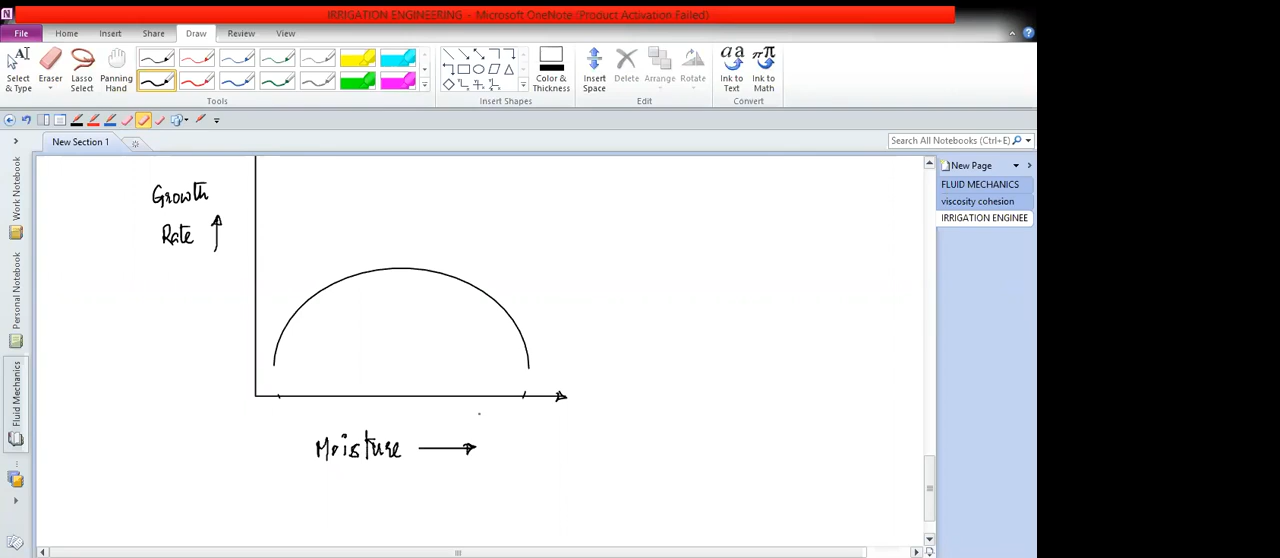 IRRIGATION ENGINEERING - Microsoft OneNote (Product Activation Failed)
File Home Insert Share Draw Review View
Select & Type
Eraser
Lasso Select
Panning Hand
Color & Thickness
Insert Space
Delete
Arrange
Rotate
Ink to Text
Ink to Math
Tools Insert Shapes Edit Convert
New Section 1
Search All Notebooks (Ctrl+E)
New Page
FLUID MECHANICS
viscosity cohesion
IRRIGATION ENGINEE
Work Notebook
Personal Notebook
Fluid Mechanics
Growth
Rate
Moisture